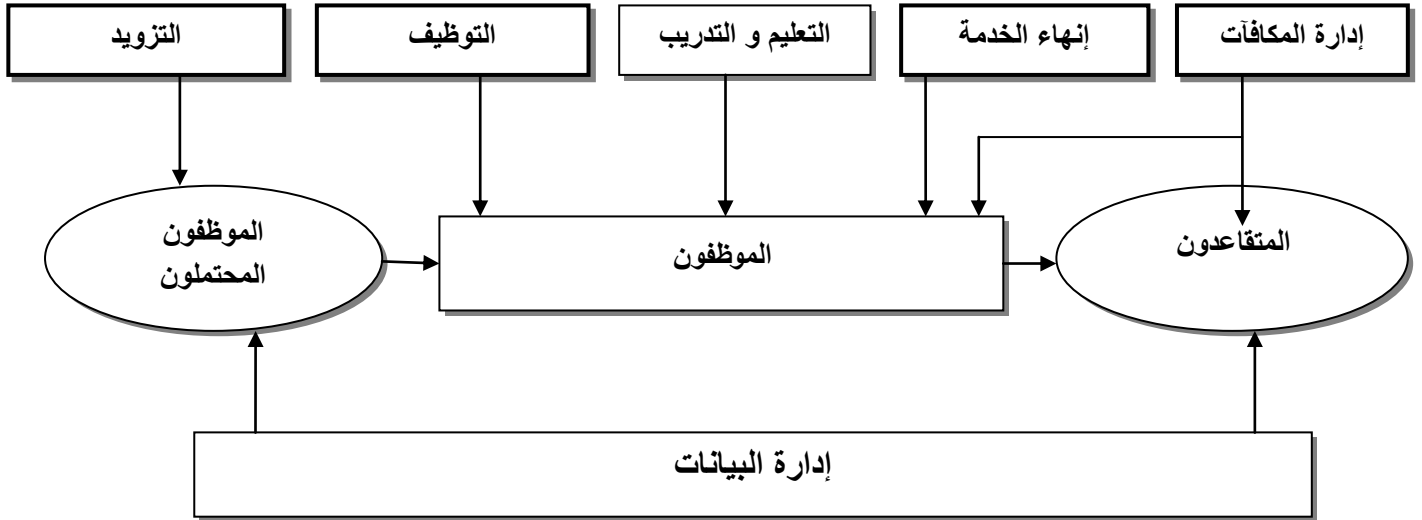 إدارة المكافآت
إنهاء الخدمة
التعليم و التدريب
التوظيف
التزويد
المتقاعدون
الموظفون
الموظفون
المحتملون
إدارة البيانات